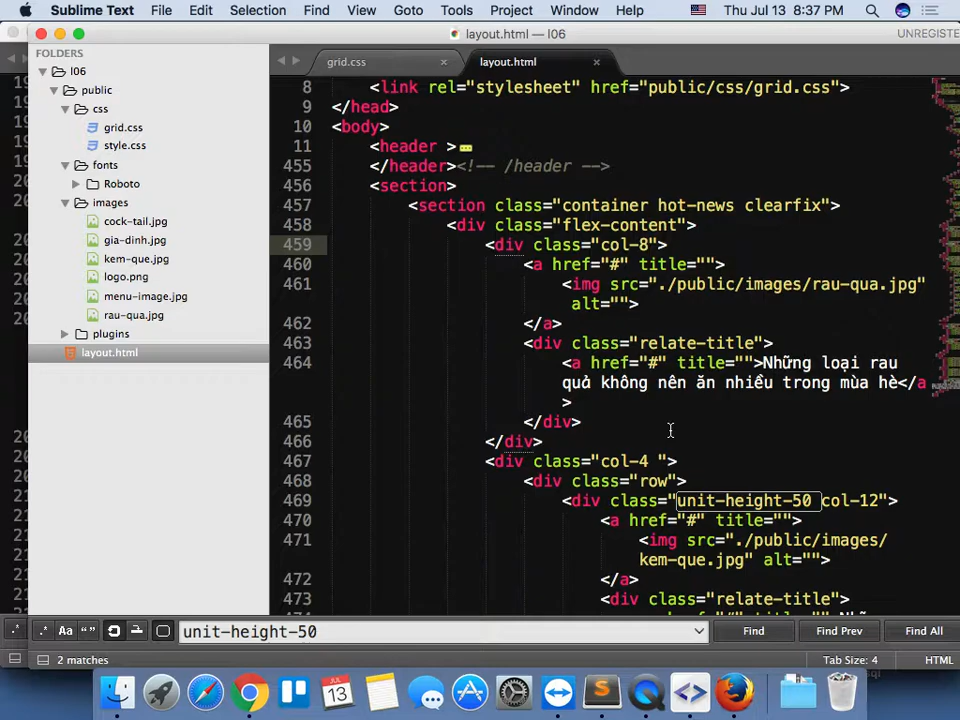 Sublime Text File Edit Selection Find View Goto Tools Project Window Help Thu Jul 13 8:37 PM
layout.html — l06
UNREGISTE
FOLDERS
l06
public
css
grid.css
style.css
fonts
Roboto
images
cock-tail.jpg
gia-dinh.jpg
kem-que.jpg
logo.png
menu-image.jpg
rau-qua.jpg
plugins
layout.html
grid.css × layout.html ×
8 <link rel="stylesheet" href="public/css/grid.css">
9 </head>
10 <body>
11 <header >
455 </header><!-- /header -->
456 <section>
457 <section class="container hot-news clearfix">
458 <div class="flex-content">
459 <div class="col-8">
460 <a href="#" title="">
461 <img src="./public/images/rau-qua.jpg"
alt="">
462 </a>
463 <div class="relate-title">
464 <a href="#" title="">Những loại rau
quả không nên ăn nhiều trong mùa hè</a
>
465 </div>
466 </div>
467 <div class="col-4 ">
468 <div class="row">
469 <div class="unit-height-50 col-12">
470 <a href="#" title="">
471 <img src="./public/images/
kem-que.jpg" alt="">
472 </a>
473 <div class="relate-title">
.* Aa “” unit-height-50 Find Find Prev Find All
2 matches Tab Size: 4 HTML
13